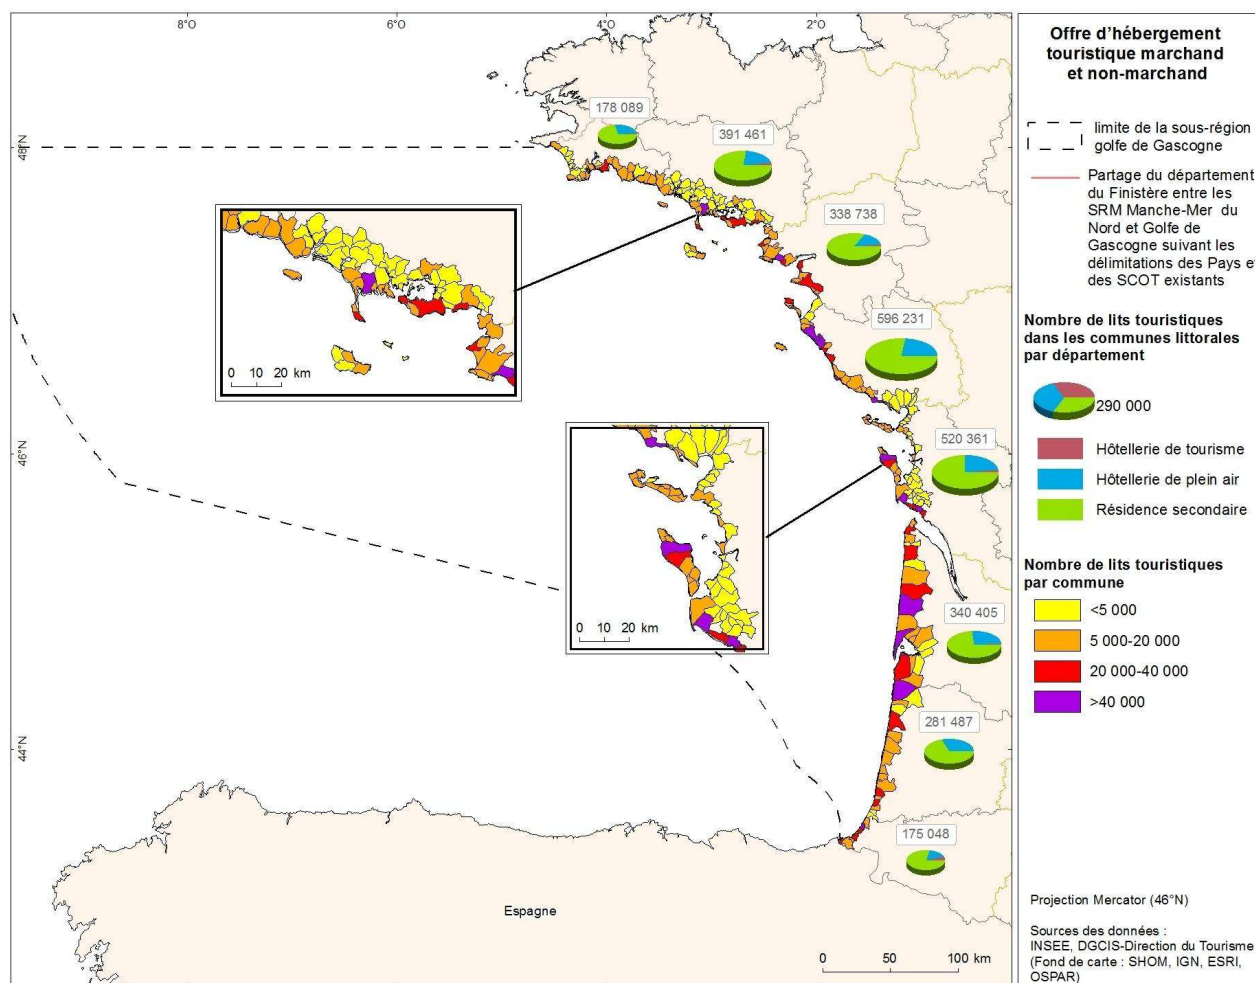 8°O
6°O
4°O
2°O
48°N
46°N
44°N
178 089
391 461
338 738
596 231
520 361
340 405
281 487
175 048
0 10 20 km
0 10 20 km
Espagne
0 50 100 km
Offre d'hébergement
touristique marchand
et non-marchand
limite de la sous-région
golfe de Gascogne
Partage du département
du Finistère entre les
SRM Manche-Mer du
Nord et Golfe de
Gascogne suivant les
délimitations des Pays et
des SCOT existants
Nombre de lits touristiques
dans les communes littorales
par département
290 000
Hôtellerie de tourisme
Hôtellerie de plein air
Résidence secondaire
Nombre de lits touristiques
par commune
<5 000
5 000-20 000
20 000-40 000
>40 000
Projection Mercator (46°N)
Sources des données :
INSEE, DGCIS-Direction du Tourisme
(Fond de carte : SHOM, IGN, ESRI,
OSPAR)